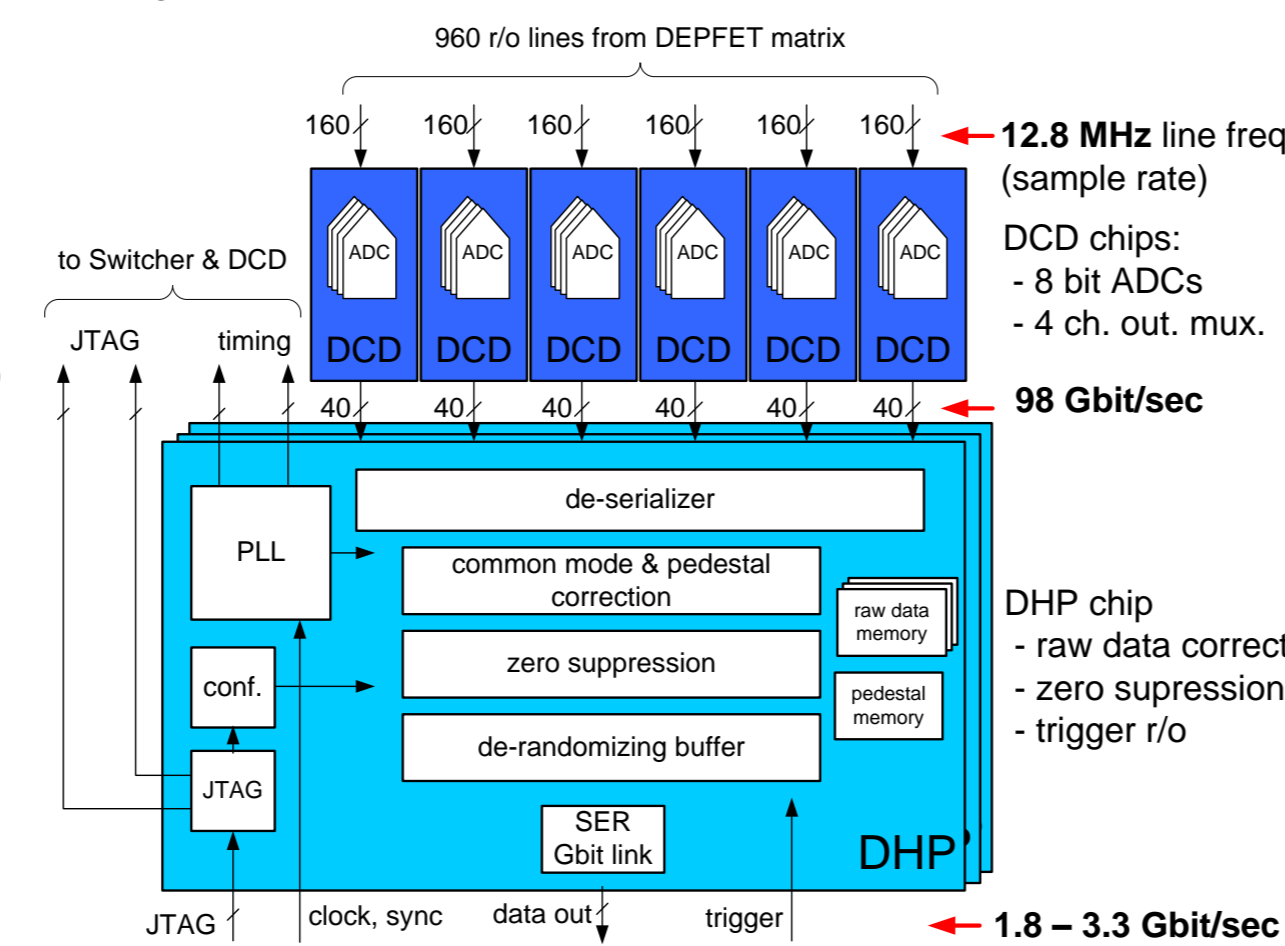 960 r/o lines from DEPFET matrix
160 160 160 160 160 160
12.8 MHz line freq
(sample rate)
ADC ADC ADC ADC ADC ADC
DCD DCD DCD DCD DCD DCD
DCD chips:
- 8 bit ADCs
- 4 ch. out. mux.
to Switcher & DCD
JTAG timing
40 40 40 40 40 40
98 Gbit/sec
de-serializer
PLL
common mode & pedestal
correction
raw data
memory
zero suppression
conf.
pedestal
memory
de-randomizing buffer
JTAG
SER
Gbit link
DHP
DHP chip
- raw data correct
- zero supression
- trigger r/o
JTAG clock, sync data out trigger
1.8 – 3.3 Gbit/sec